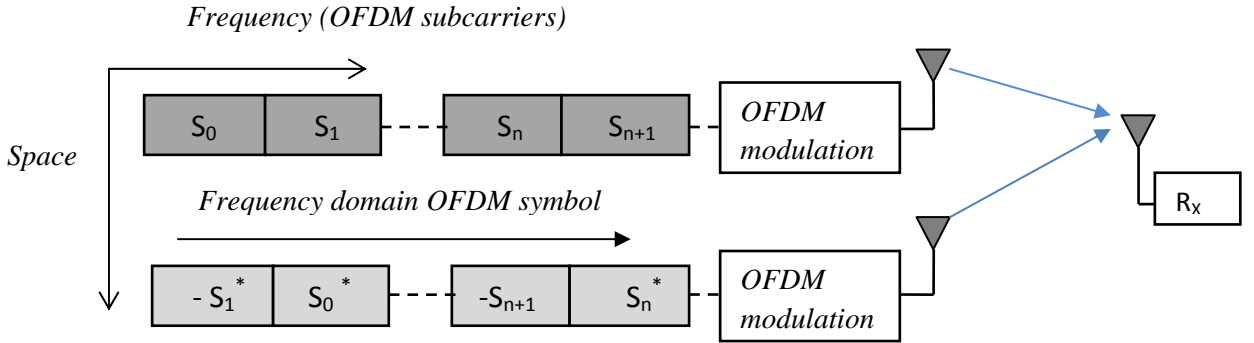 Frequency (OFDM subcarriers)
S₀ S₁ Sₙ Sₙ₊₁ OFDM
modulation
Space
Frequency domain OFDM symbol
Rₓ
- S₁* S₀* -Sₙ₊₁ Sₙ* OFDM
modulation